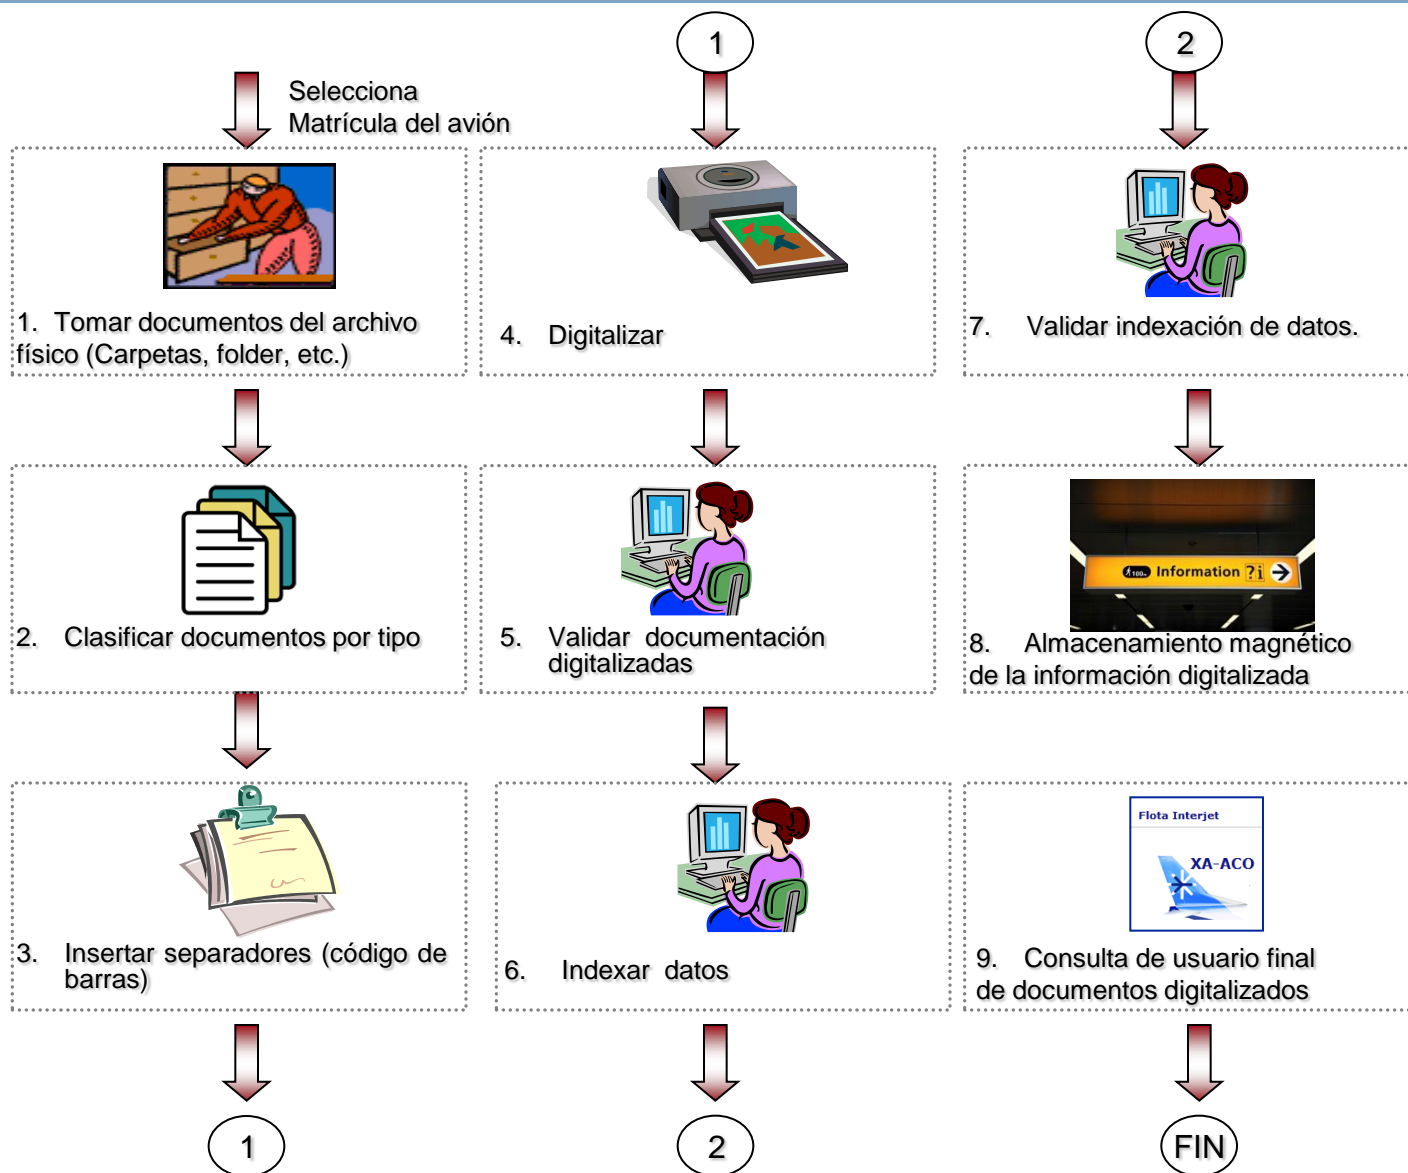 Selecciona
Matrícula del avión
1. Tomar documentos del archivo
físico (Carpetas, folder, etc.)
2. Clasificar documentos por tipo
3. Insertar separadores (código de
barras)
1
1
4. Digitalizar
5. Validar documentación
digitalizadas
6. Indexar datos
2
2
7. Validar indexación de datos.
100m Information ?i
8. Almacenamiento magnético
de la información digitalizada
Flota Interjet
XA-ACO
9. Consulta de usuario final
de documentos digitalizados
FIN